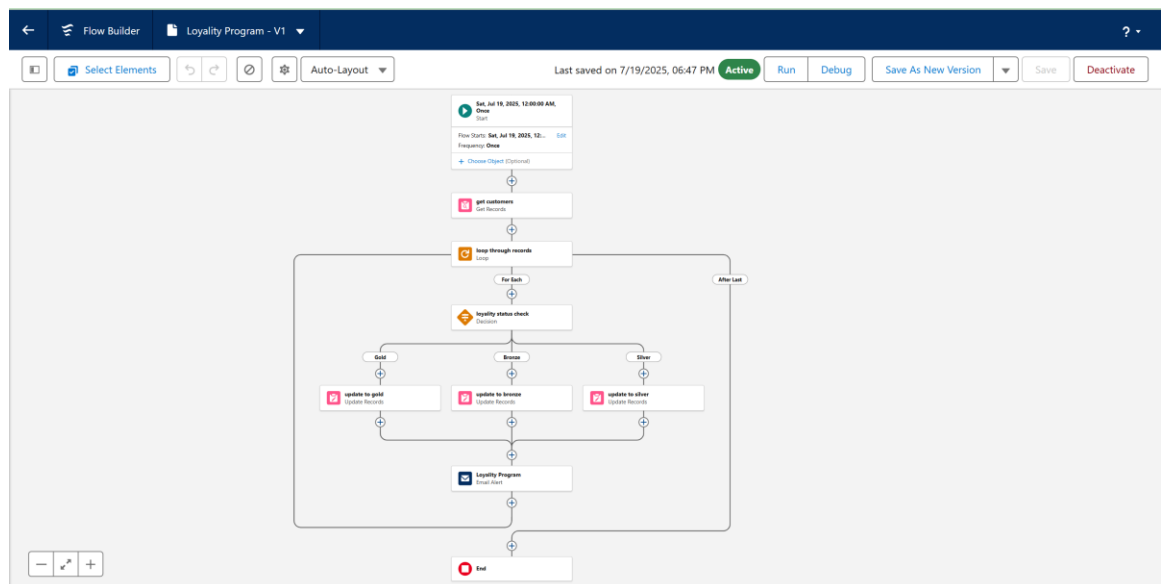 Flow Builder
Loyality Program - V1
?
Select Elements
Auto-Layout
Last saved on 7/19/2025, 06:47 PM
Active
Run
Debug
Save As New Version
Save
Deactivate
Sat, Jul 19, 2025, 12:00:00 AM,
Once
Start
Flow Starts: Sat, Jul 19, 2025, 12:...
Edit
Frequency: Once
+ Choose Object (Optional)
get customers
Get Records
loop through records
Loop
For Each
After Last
loyality status check
Decision
Gold
Bronze
Silver
update to gold
Update Records
update to bronze
Update Records
update to silver
Update Records
Loyality Program
Email Alert
End